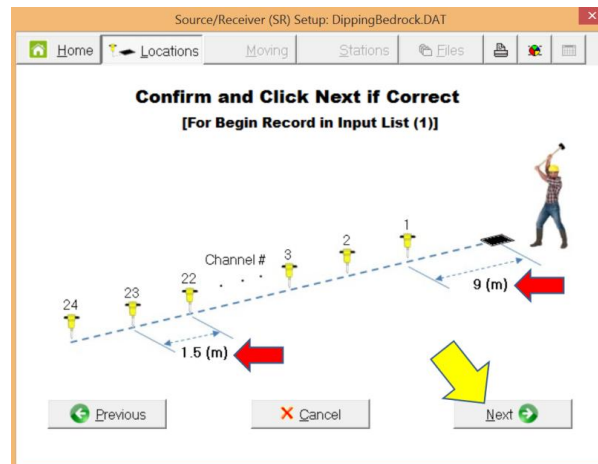 Source/Receiver (SR) Setup: DippingBedrock.DAT
Home Locations Moving Stations Files
Confirm and Click Next if Correct
[For Begin Record in Input List (1)]
1
2
3
Channel #
. . .
22
23
24
9 (m)
1.5 (m)
Previous Cancel Next